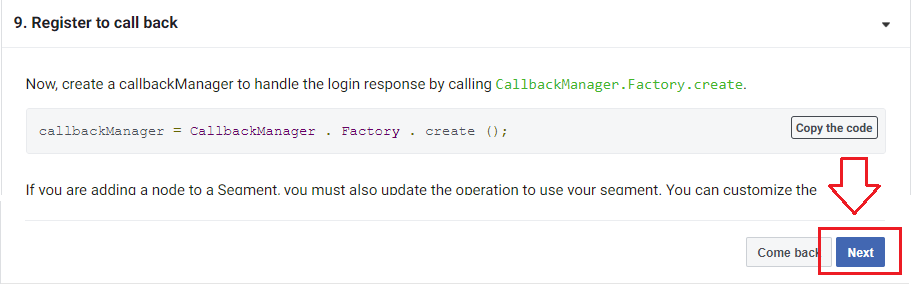 9. Register to call back
Now, create a callbackManager to handle the login response by calling CallbackManager.Factory.create.
callbackManager = CallbackManager . Factory . create ();
Copy the code
If you are adding a node to a Segment, you must also update the operation to use your segment. You can customize the
Come back
Next